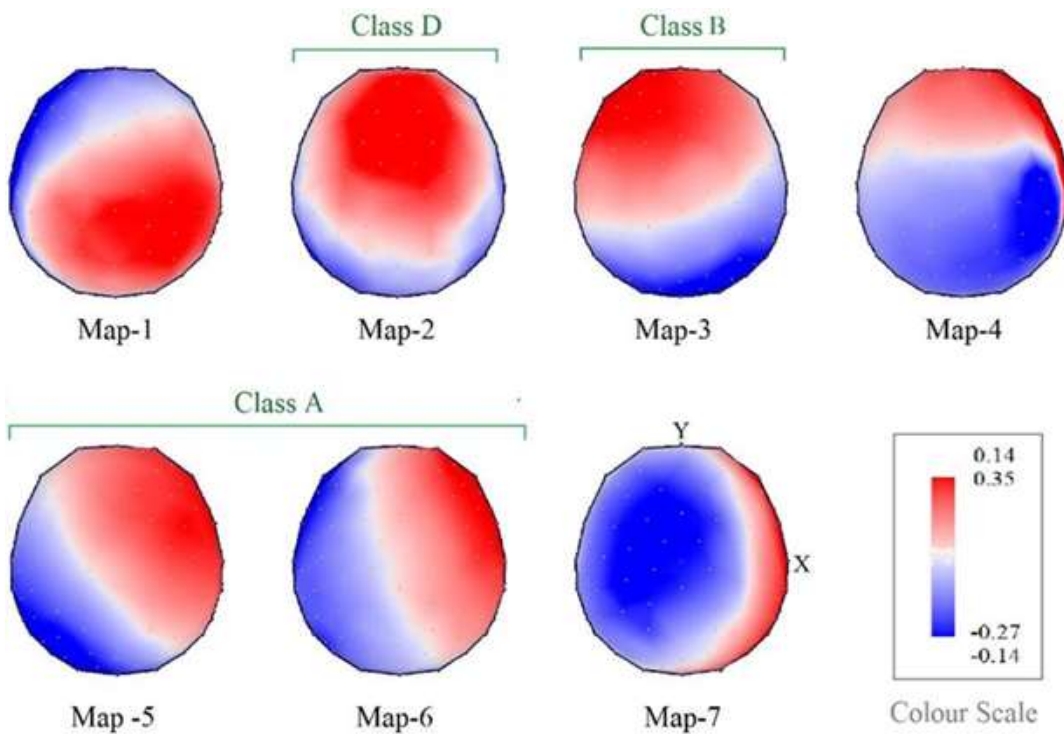 Class D
Class B
Map-1
Map-2
Map-3
Map-4
Class A
Y
X
0.14
0.35
-0.27
-0.14
Map -5
Map-6
Map-7
Colour Scale